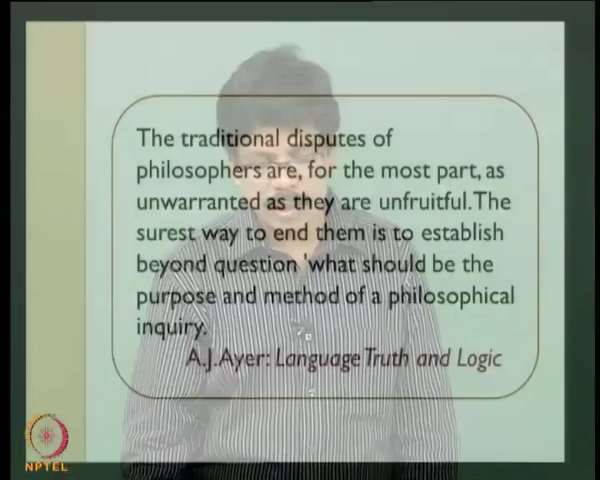 The traditional disputes of
philosophers are, for the most part, as
unwarranted as they are unfruitful.The
surest way to end them is to establish
beyond question 'what should be the
purpose and method of a philosophical
inquiry.
A.J.Ayer: Language Truth and Logic
NPTEL